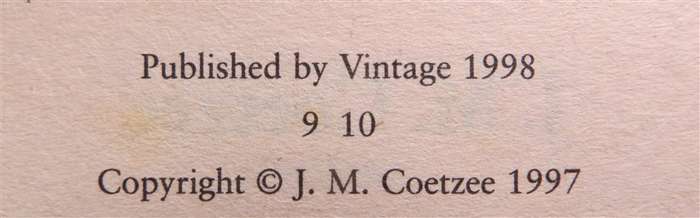 Published by Vintage 1998
9 10
Copyright © J. M. Coetzee 1997